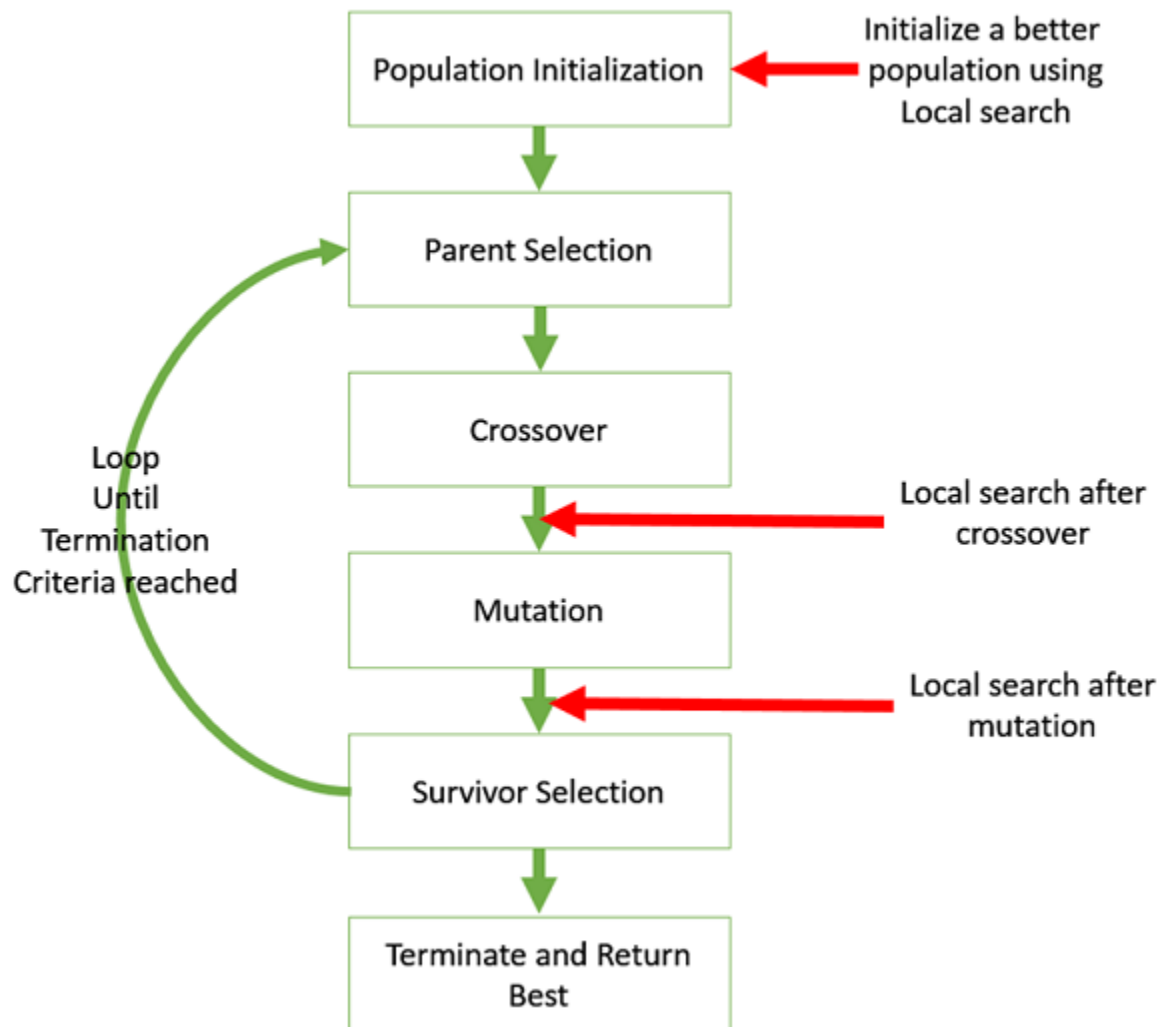 Population Initialization
Initialize a better
population using
Local search
Parent Selection
Crossover
Loop
Until
Termination
Criteria reached
Local search after
crossover
Mutation
Local search after
mutation
Survivor Selection
Terminate and Return
Best